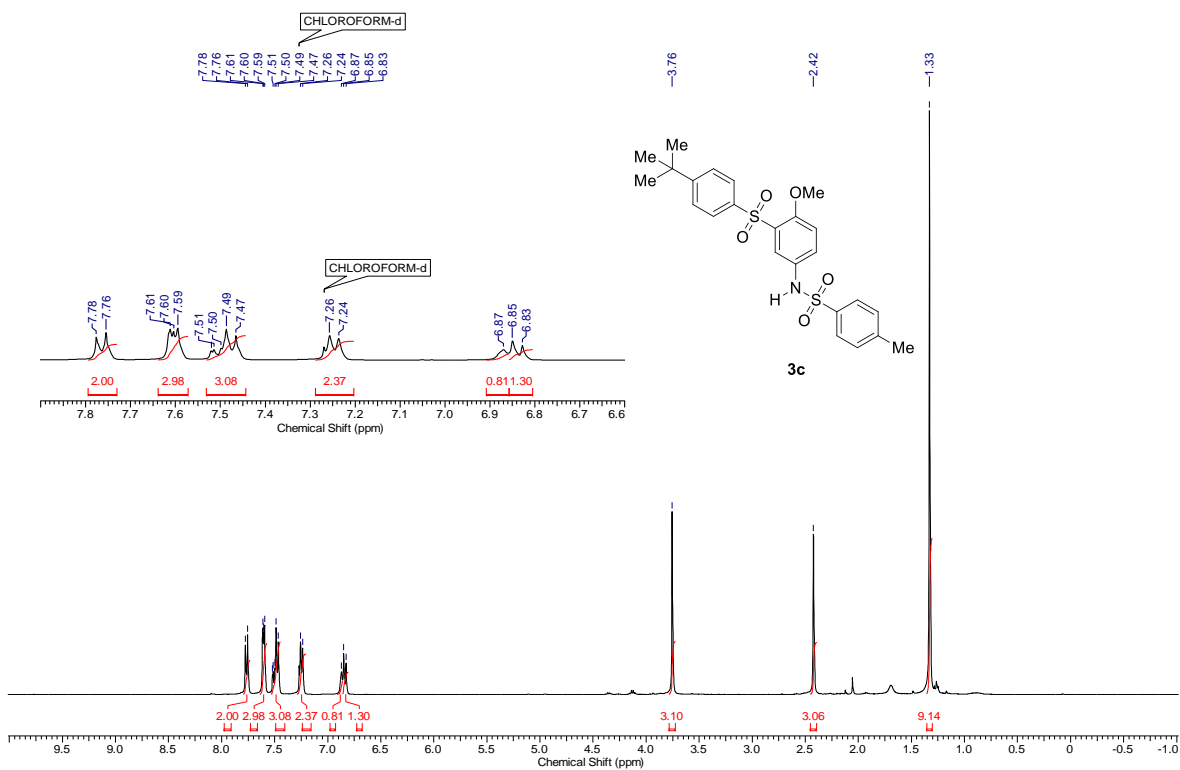 CHLOROFORM-d
7.78 7.76 7.61 7.60 7.59 7.51 7.50 7.49 7.47 7.26 7.24 6.87 6.85 6.83
3.76
2.42
1.33
Me
Me
Me
O
O
S
OMe
N
H
O
O
S
Me
3c
CHLOROFORM-d
7.78 7.76 7.61 7.60 7.59 7.51 7.50 7.49 7.47 7.26 7.24 6.87 6.85 6.83
2.00 2.98 3.08 2.37 0.81 1.30
7.8 7.7 7.6 7.5 7.4 7.3 7.2 7.1 7.0 6.9 6.8 6.7 6.6
Chemical Shift (ppm)
2.00 2.98 3.08 2.37 0.81 1.30 3.10 3.06 9.14
9.5 9.0 8.5 8.0 7.5 7.0 6.5 6.0 5.5 5.0 4.5 4.0 3.5 3.0 2.5 2.0 1.5 1.0 0.5 0 -0.5 -1.0
Chemical Shift (ppm)